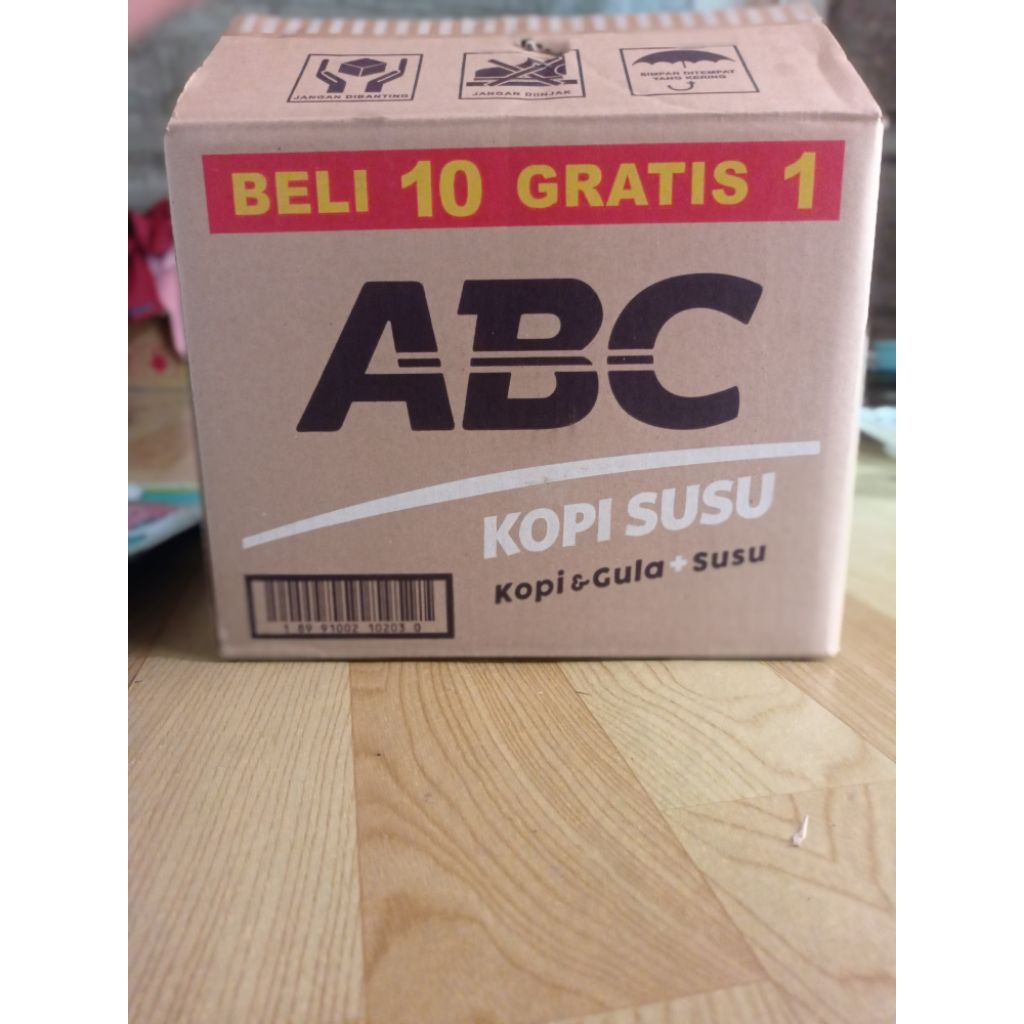 JANGAN DIBANTING
JANGAN DIINJAK
SIMPAN DITEMPAT
YANG KERING
BELI 10 GRATIS 1
ABC
KOPI SUSU
Kopi & Gula + Susu
1 89 91002 10203 0